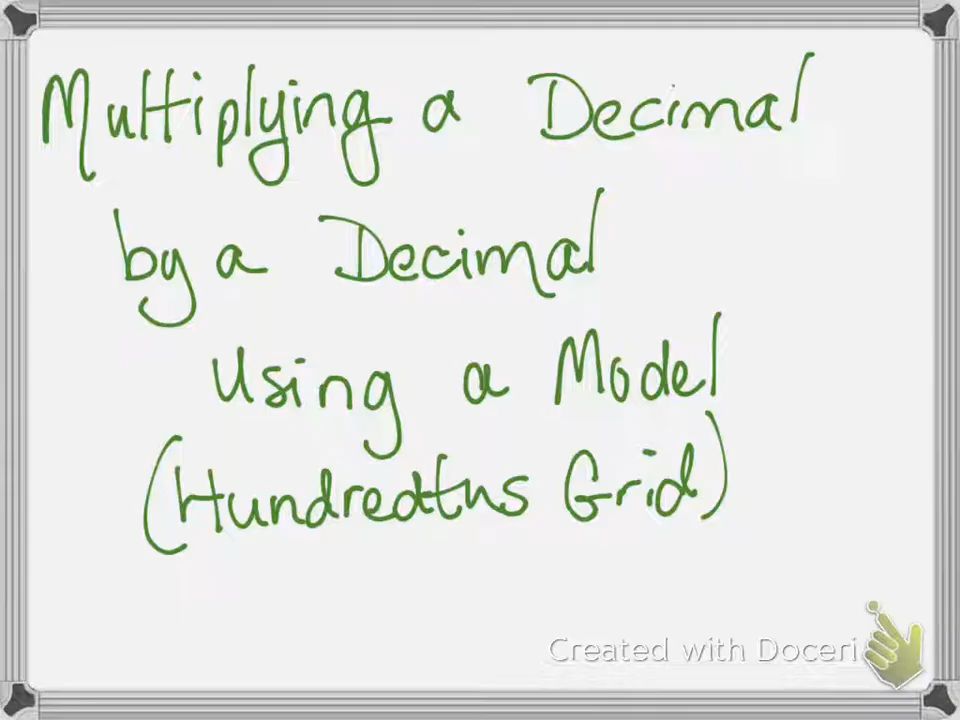 Multiplying a Decimal
by a Decimal
Using a Model
(Hundredths Grid)
Created with Doceri